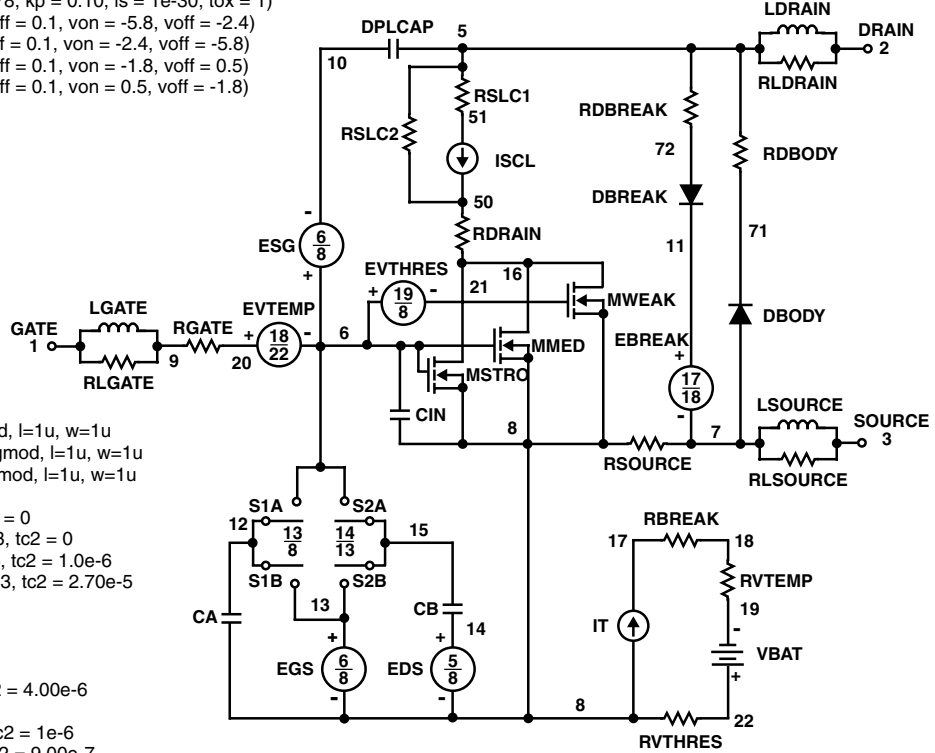 78, kp = 0.10, is = 1e-30, tox = 1)
ff = 0.1, von = -5.8, voff = -2.4)
f = 0.1, von = -2.4, voff = -5.8)
ff = 0.1, von = -1.8, voff = 0.5)
ff = 0.1, von = 0.5, voff = -1.8)
LDRAIN
DPLCAP
5
DRAIN
2
10
RLDRAIN
RSLC1
51
RDBREAK
RSLC2
72
RDBODY
ISCL
DBREAK
50
-
RDRAIN
71
ESG
6
8
11
+
EVTHRES
16
+
19
8
-
21
MWEAK
LGATE
EVTEMP
DBODY
GATE
1
RGATE
+
18
22
-
6
EBREAK
+
MMED
9
20
MSTRO
RLGATE
17
18
-
LSOURCE
CIN
SOURCE
3
d, l=1u, w=1u
8
7
gmod, l=1u, w=1u
mod, l=1u, w=1u
RSOURCE
RLSOURCE
= 0
S1A
S2A
RBREAK
3, tc2 = 0
12
13
8
14
13
15
17
18
, tc2 = 1.0e-6
3, tc2 = 2.70e-5
S1B
S2B
RVTEMP
13
CB
19
CA
14
IT
-
+
+
VBAT
EGS
6
8
EDS
5
8
+
2 = 4.00e-6
-
-
8
22
tc2 = 1e-6
RVTHRES